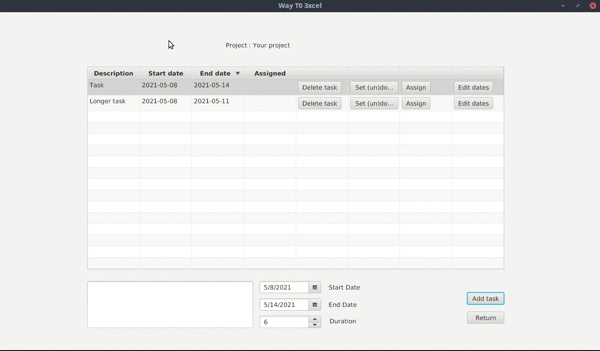 Way T0 3xcel
Project : Your project
Description Start date End date Assigned
Task 2021-05-08 2021-05-14 Delete task Set (un)do... Assign Edit dates
Longer task 2021-05-08 2021-05-11 Delete task Set (un)do... Assign Edit dates
5/8/2021 Start Date
5/14/2021 End Date
6 Duration
Add task
Return